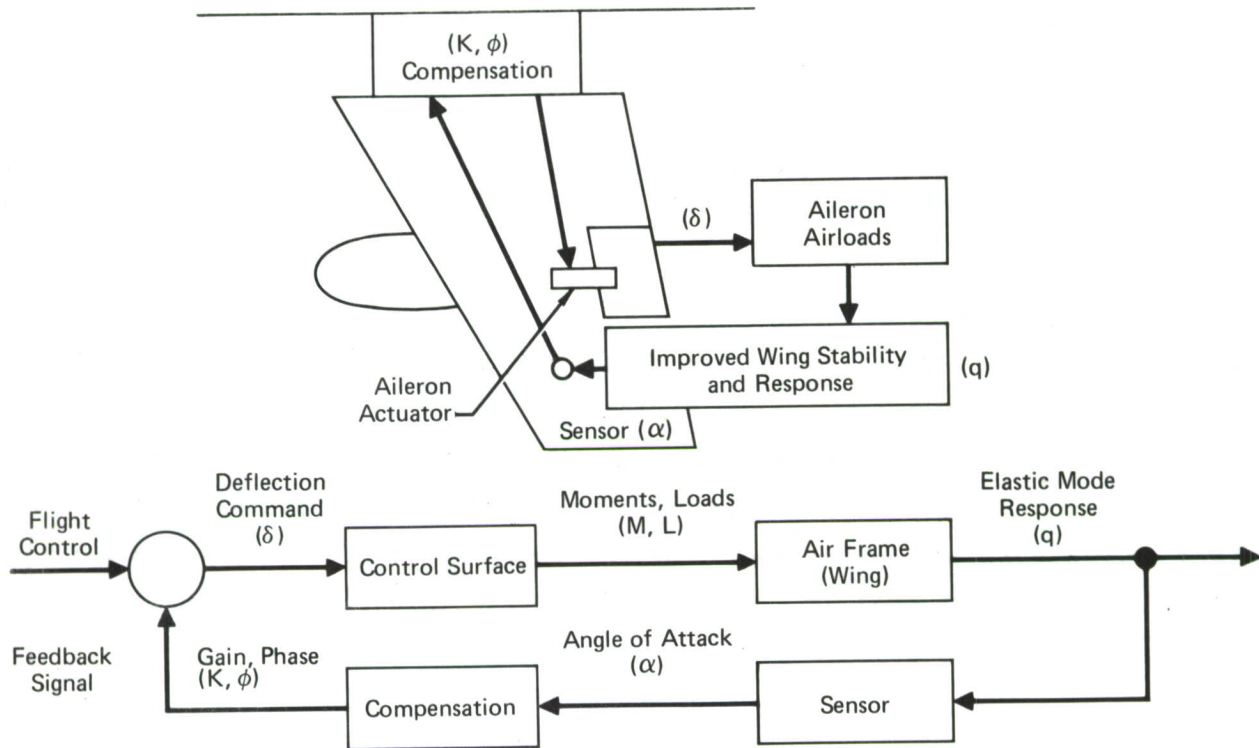 (K, ϕ)
Compensation
(δ)
Aileron
Airloads
Improved Wing Stability
and Response
(q)
Aileron
Actuator
Sensor (α)
Flight
Control
Deflection
Command
(δ)
Control Surface
Moments, Loads
(M, L)
Air Frame
(Wing)
Elastic Mode
Response
(q)
Feedback
Signal
Gain, Phase
(K, ϕ)
Compensation
Angle of Attack
(α)
Sensor